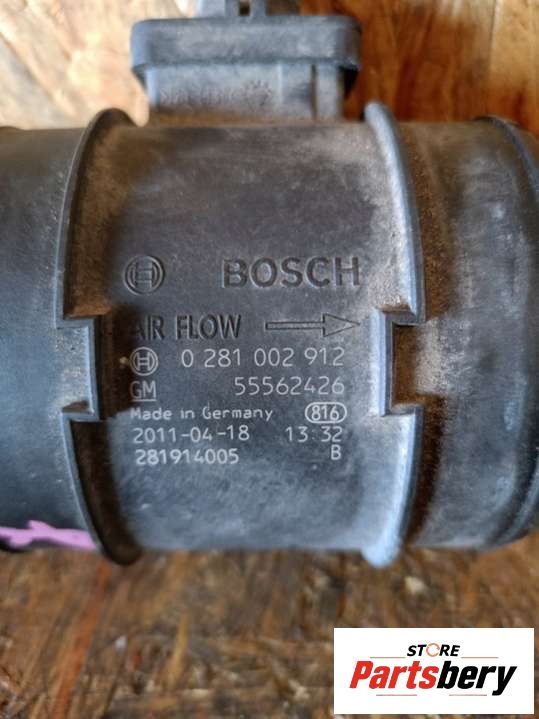 BOSCH
AIR FLOW
0 281 002 912
GM 55562426
Made in Germany 816
2011-04-18 13:32
281914005 B
STORE
Partsbery